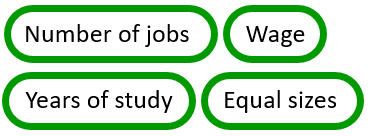 Number of jobs
Wage
Years of study
Equal sizes